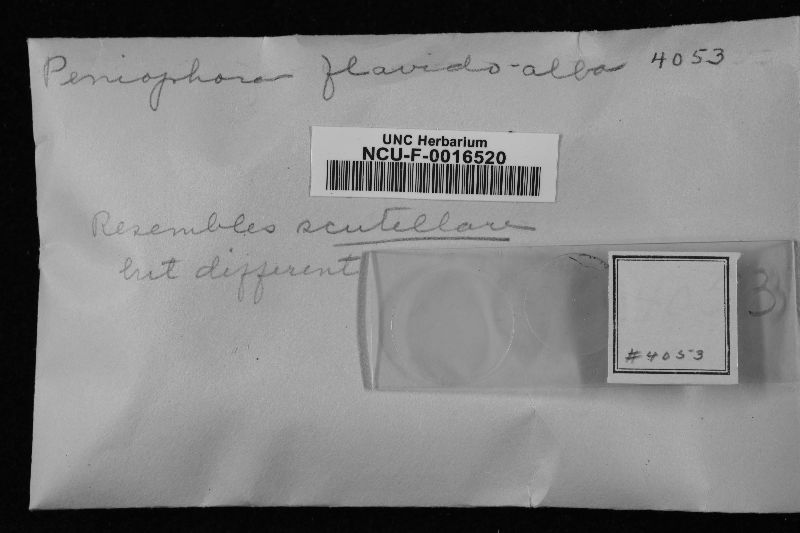 Peniophora flavido-alba 4053
UNC Herbarium
NCU-F-0016520
Resembles scutellare
but different
#4053